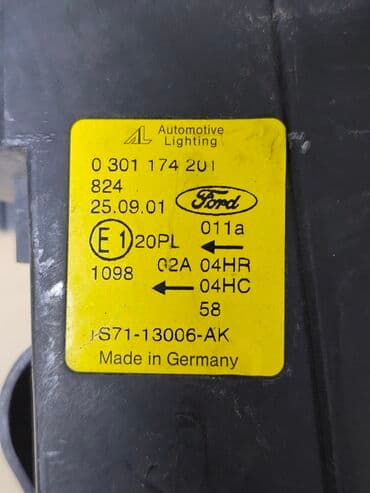 AL Automotive
Lighting
0 301 174 201
824
25.09.01 Ford
011a
E1 20PL ←
1098 02A 04HR
← 04HC
58
1S71-13006-AK
Made in Germany